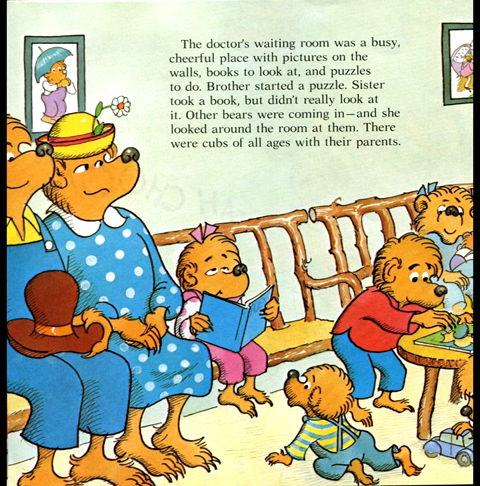 The doctor's waiting room was a busy,
cheerful place with pictures on the
walls, books to look at, and puzzles
to do. Brother started a puzzle. Sister
took a book, but didn't really look at
it. Other bears were coming in—and she
looked around the room at them. There
were cubs of all ages with their parents.